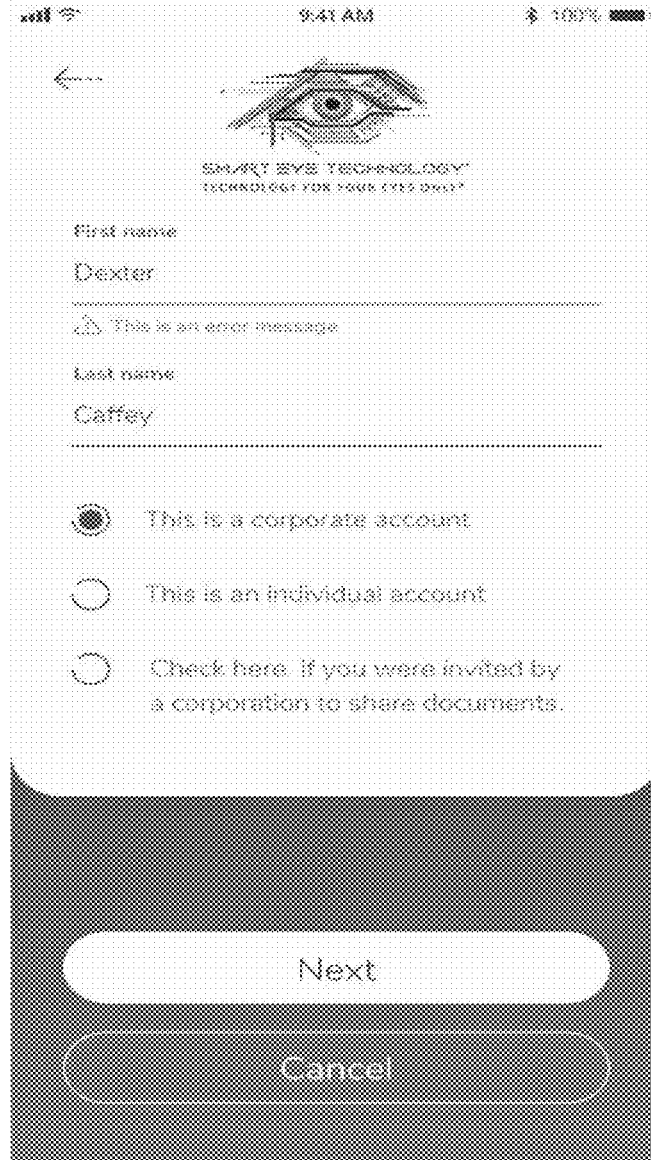 9:41 AM 100%
SMART EYE TECHNOLOGY
TECHNOLOGY FOR YOUR EYES ONLY
First name
Dexter
This is an error message
Last name
Caffey
This is a corporate account
This is an individual account
Check here if you were invited by
a corporation to share documents.
Next
Cancel